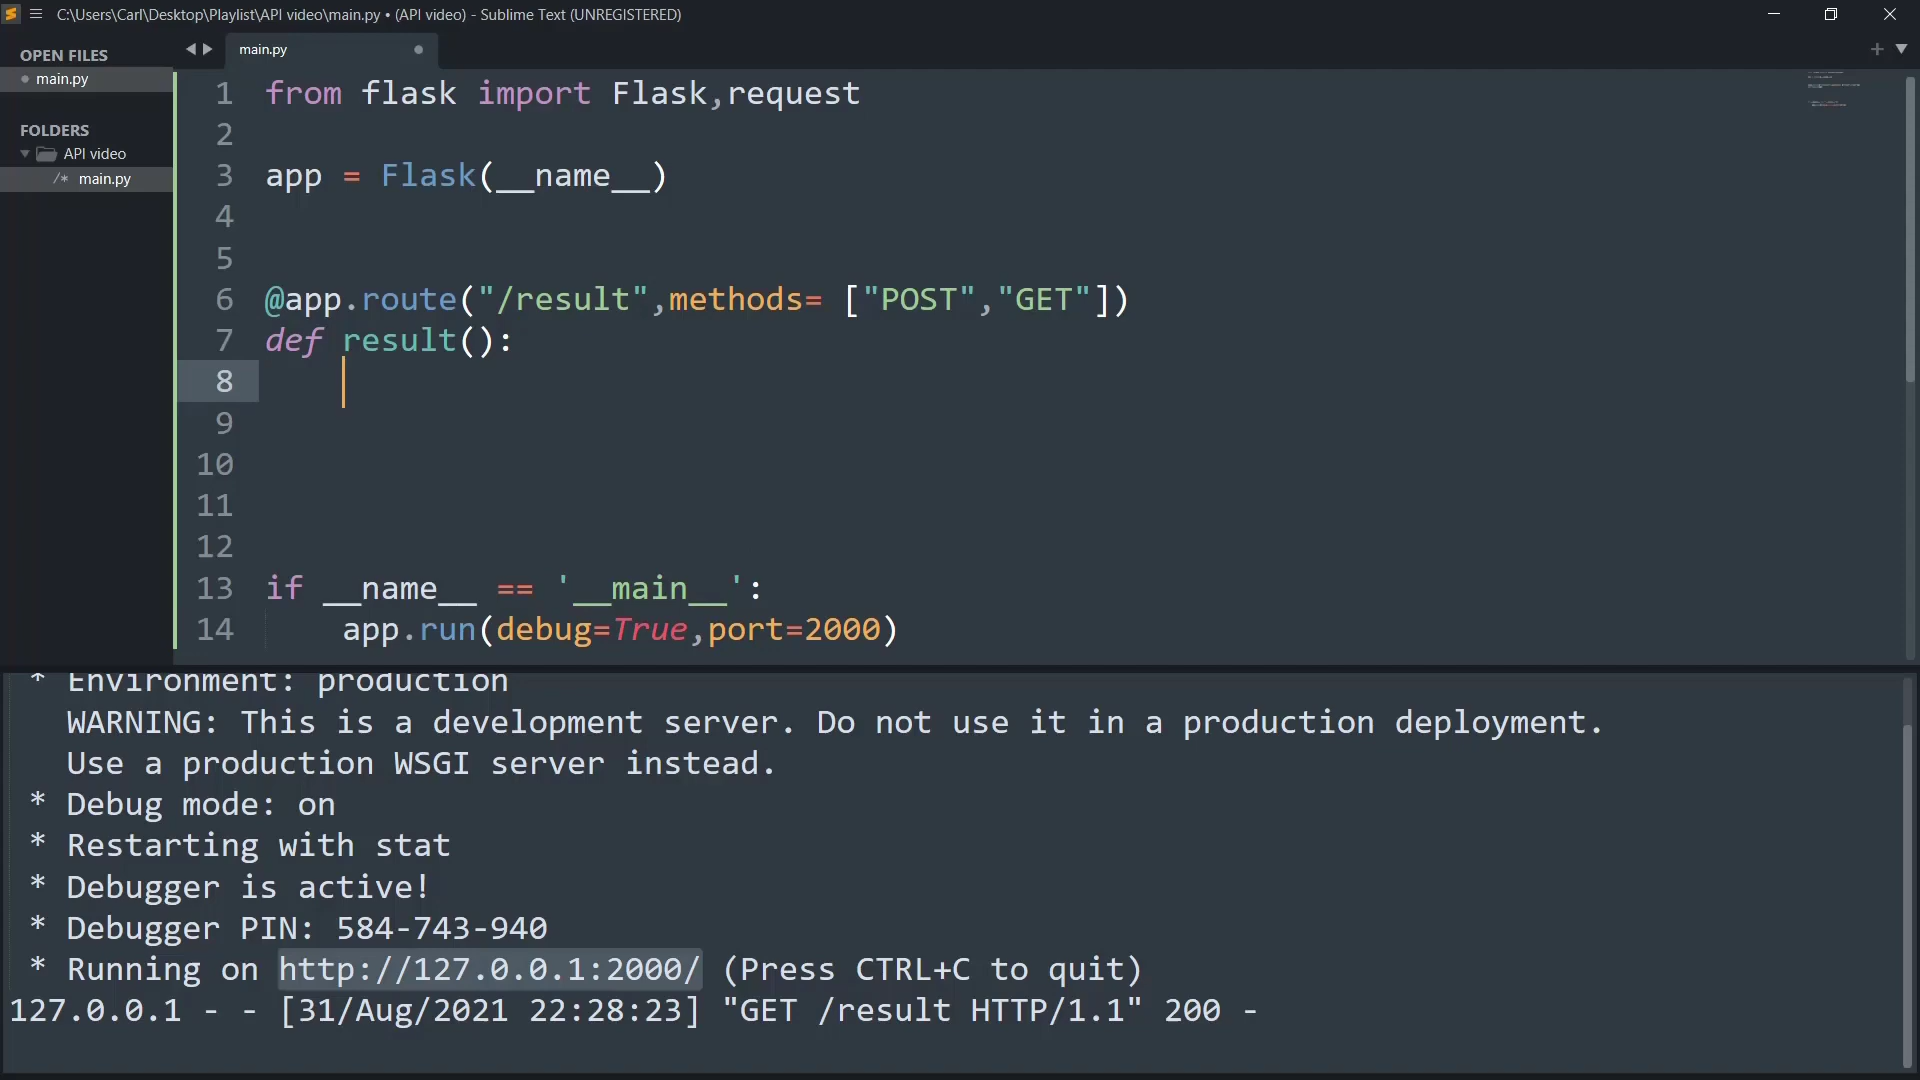 C:\Users\Carl\Desktop\Playlist\API video\main.py • (API video) - Sublime Text (UNREGISTERED)
OPEN FILES
main.py
FOLDERS
API video
/* main.py
main.py
1 from flask import Flask,request
2
3 app = Flask(__name__)
4
5
6 @app.route("/result",methods= ["POST","GET"])
7 def result():
8
9
10
11
12
13 if __name__ == '__main__':
14 app.run(debug=True,port=2000)
* Environment: production
WARNING: This is a development server. Do not use it in a production deployment.
Use a production WSGI server instead.
* Debug mode: on
* Restarting with stat
* Debugger is active!
* Debugger PIN: 584-743-940
* Running on http://127.0.0.1:2000/ (Press CTRL+C to quit)
127.0.0.1 - - [31/Aug/2021 22:28:23] "GET /result HTTP/1.1" 200 -